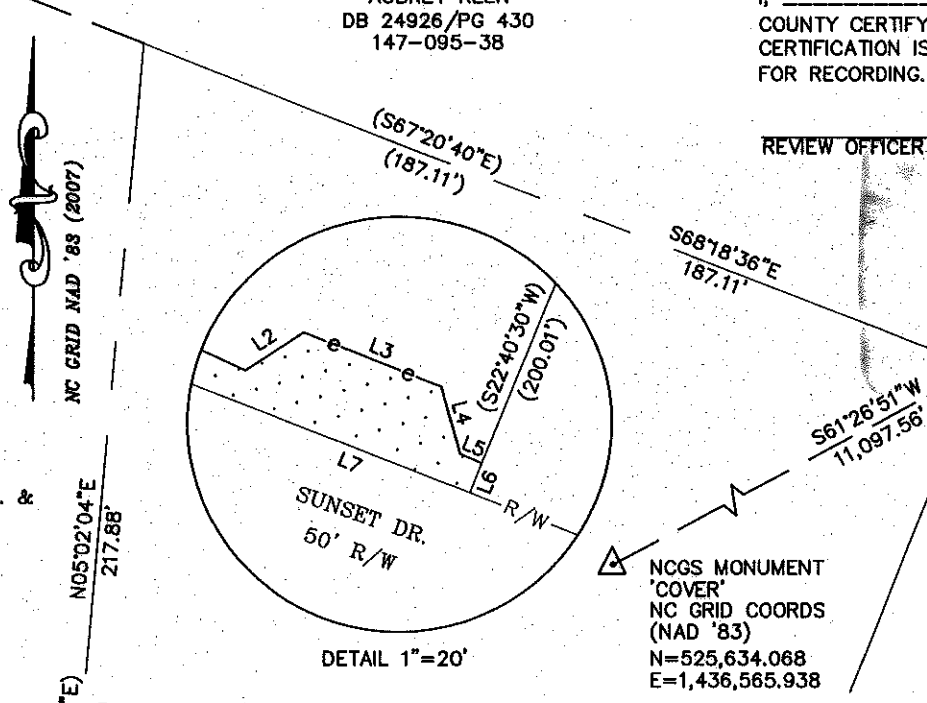 DB 24926/PG 430
147-095-38
COUNTY CERTIFY
CERTIFICATION IS
FOR RECORDING.
REVIEW OFFICER
(S67°20'40"E)
(187.11')
S68°18'36"E
187.11'
NC GRID NAD '83 (2007)
L2
e
L3
e
L4
L5
L6
L7
(S22°40'30"W)
(200.01')
R/W
SUNSET DR.
50' R/W
S61°26'51"W
11,097.56'
&
N05°02'04"E
217.88'
NCGS MONUMENT
'COVER'
NC GRID COORDS
(NAD '83)
N=525,634.068
E=1,436,565.938
DETAIL 1"=20'
"E)